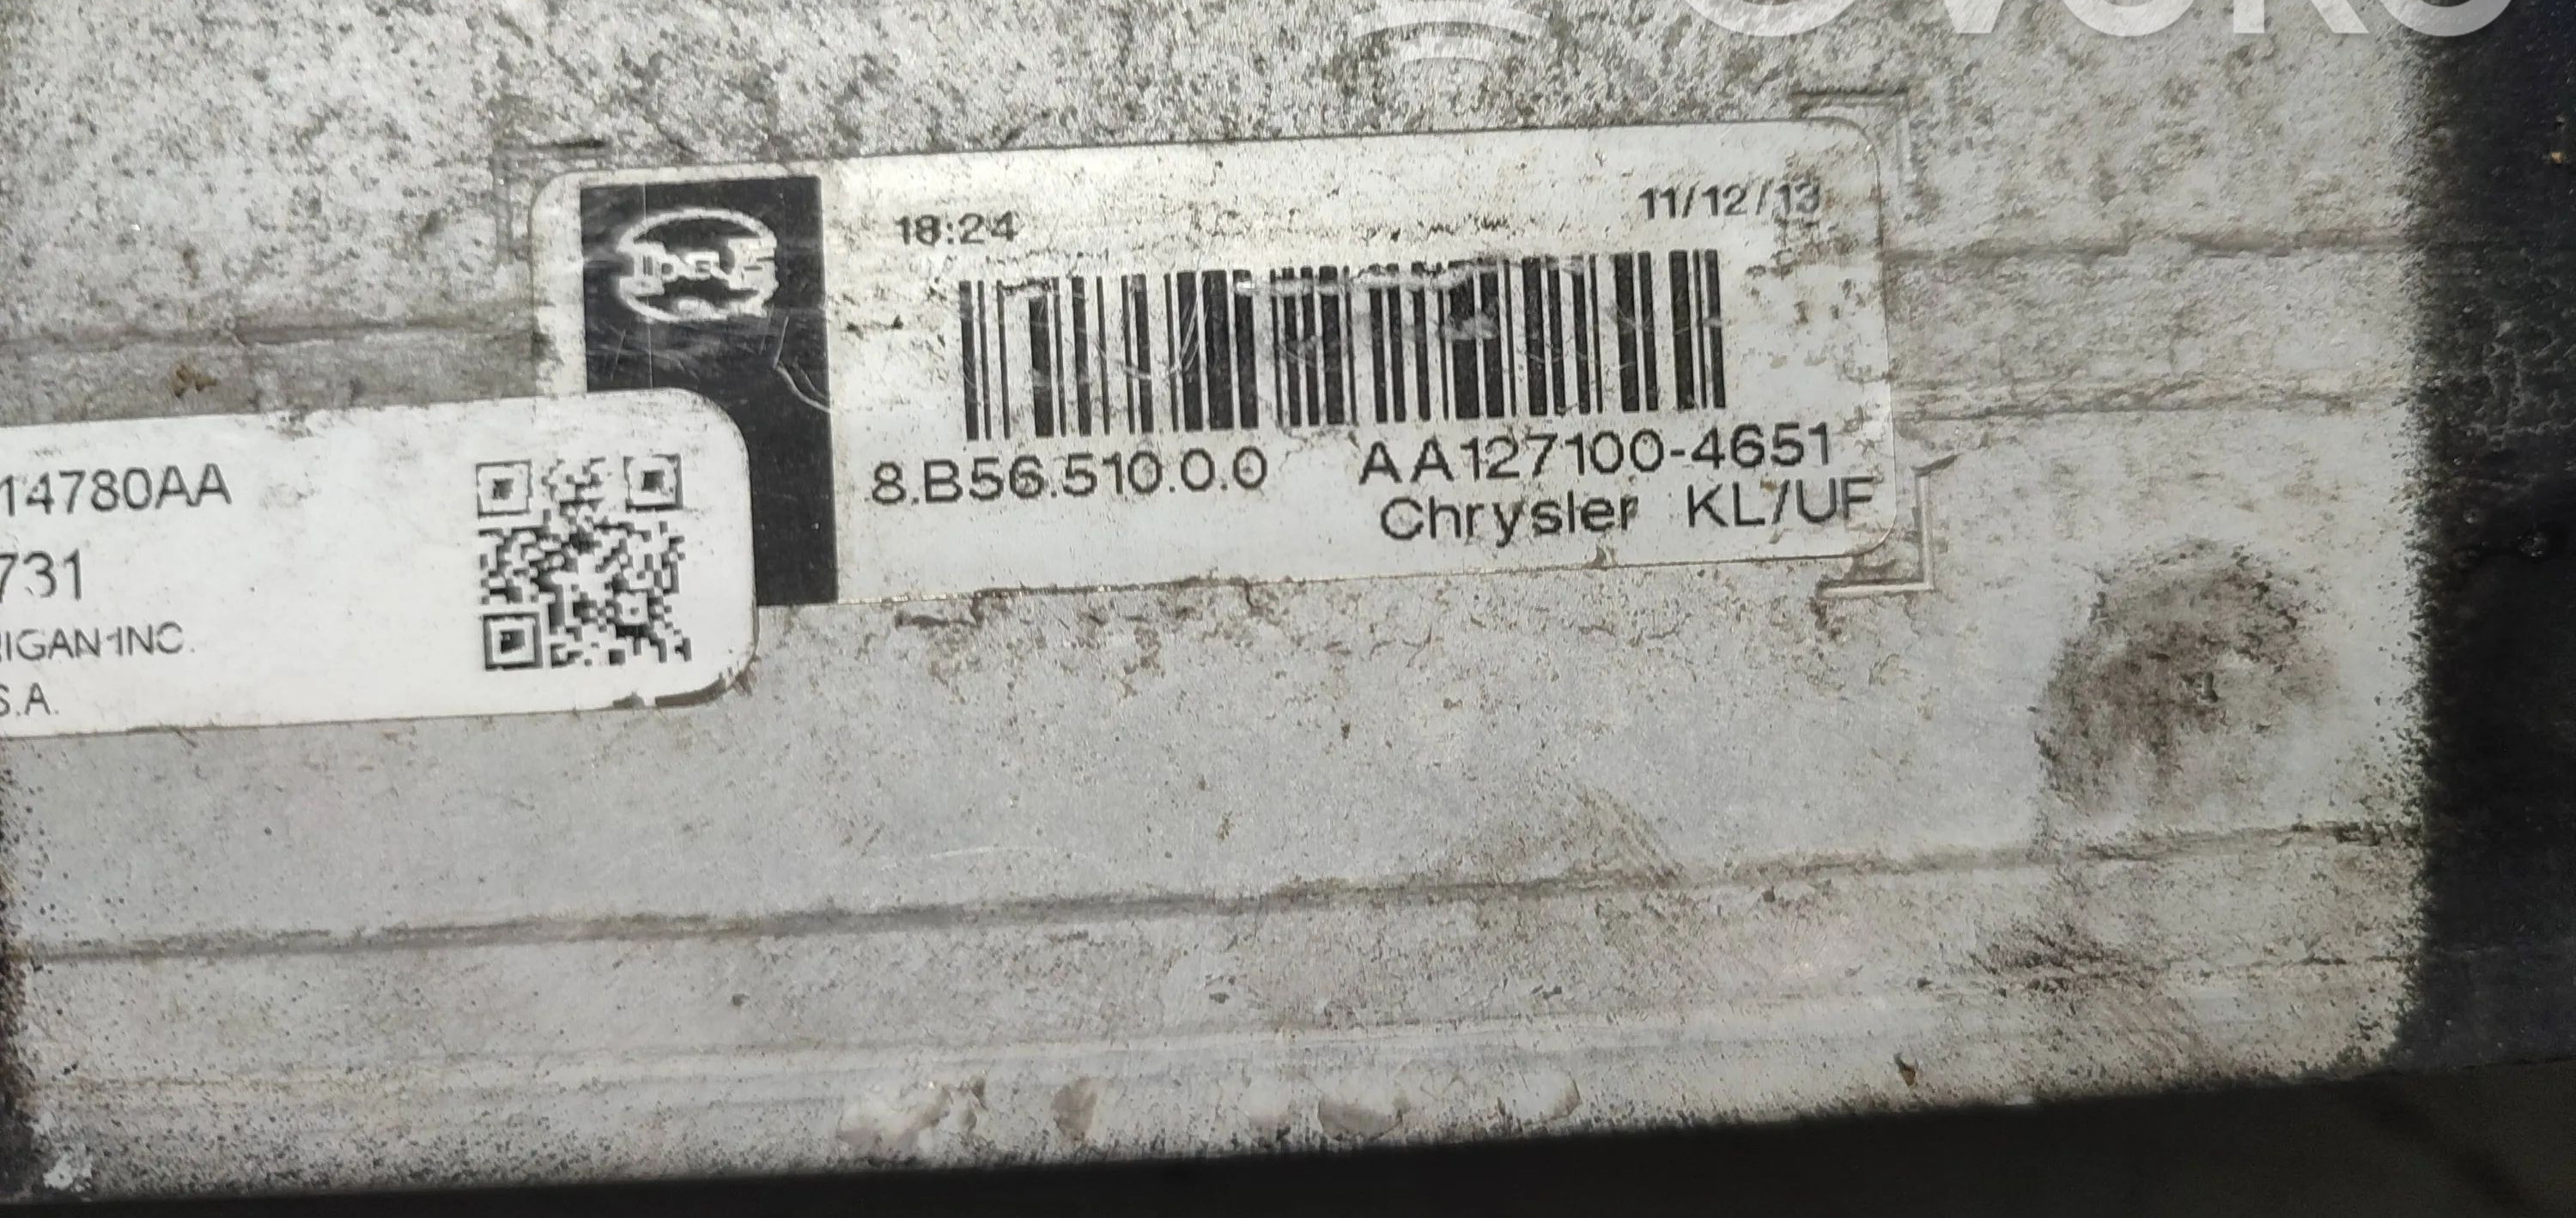 18:24 11/12/13
8.B56.510.0.0 AA127100-4651
Chrysler KL/UF
14780AA
731
IGAN INC.
S.A.